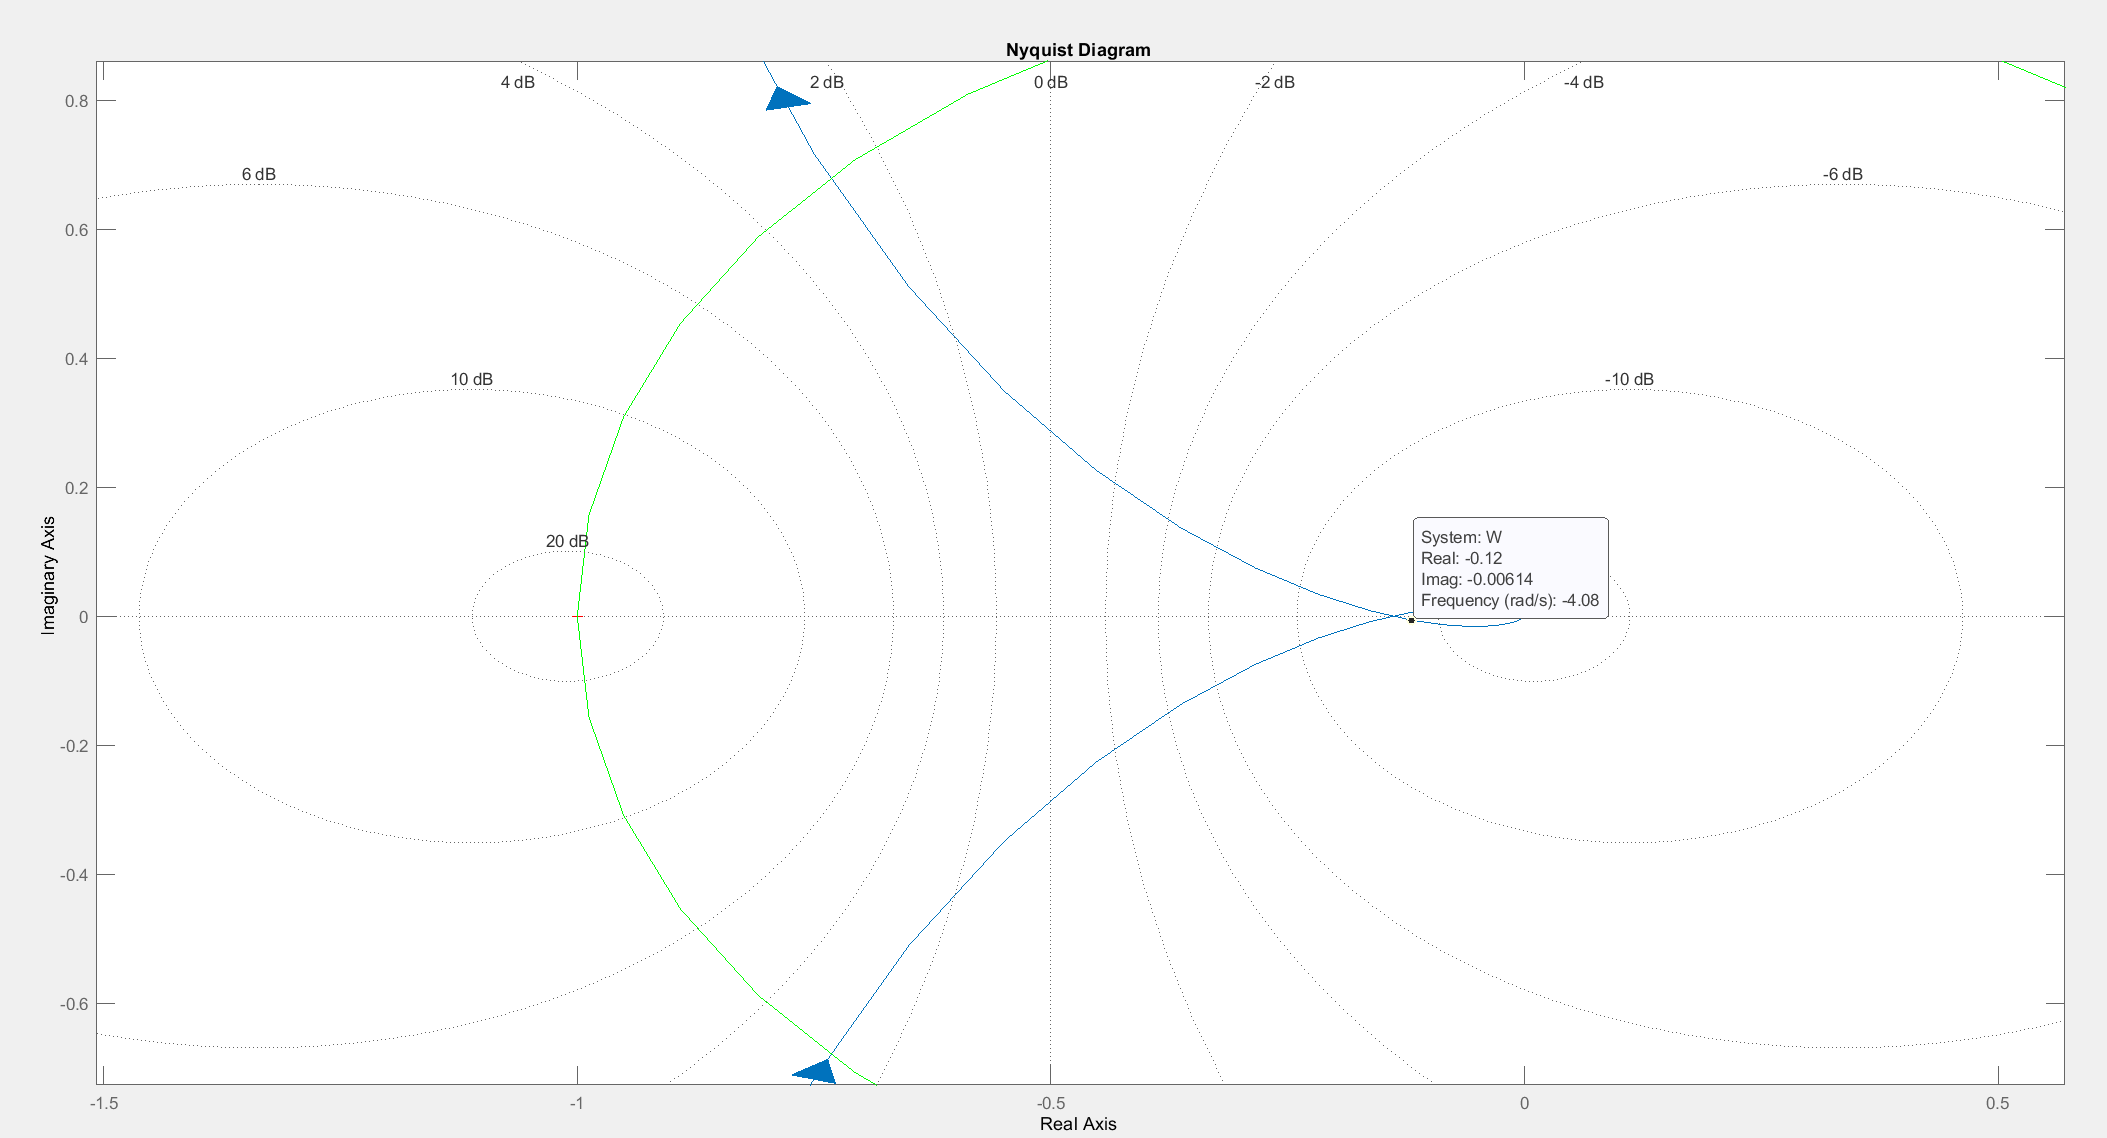 Nyquist Diagram
4 dB
2 dB
0 dB
-2 dB
-4 dB
0.8
6 dB
-6 dB
0.6
0.4
10 dB
-10 dB
0.2
20 dB
System: W
Real: -0.12
Imag: -0.00614
Frequency (rad/s): -4.08
Imaginary Axis
0
-0.2
-0.4
-0.6
-1.5
-1
-0.5
0
0.5
Real Axis